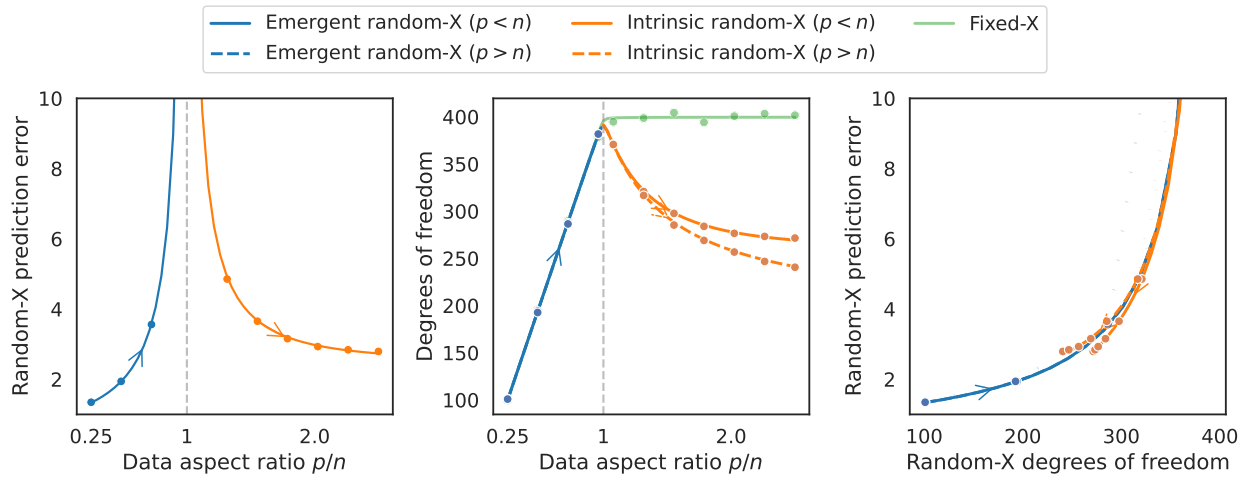 Emergent random-X (p < n)
Intrinsic random-X (p < n)
Fixed-X
Emergent random-X (p > n)
Intrinsic random-X (p > n)
Random-X prediction error
10
8
6
4
2
0.25 1 2.0
Data aspect ratio p/n
Degrees of freedom
400
350
300
250
200
150
100
0.25 1 2.0
Data aspect ratio p/n
Random-X prediction error
10
8
6
4
2
100 200 300 400
Random-X degrees of freedom